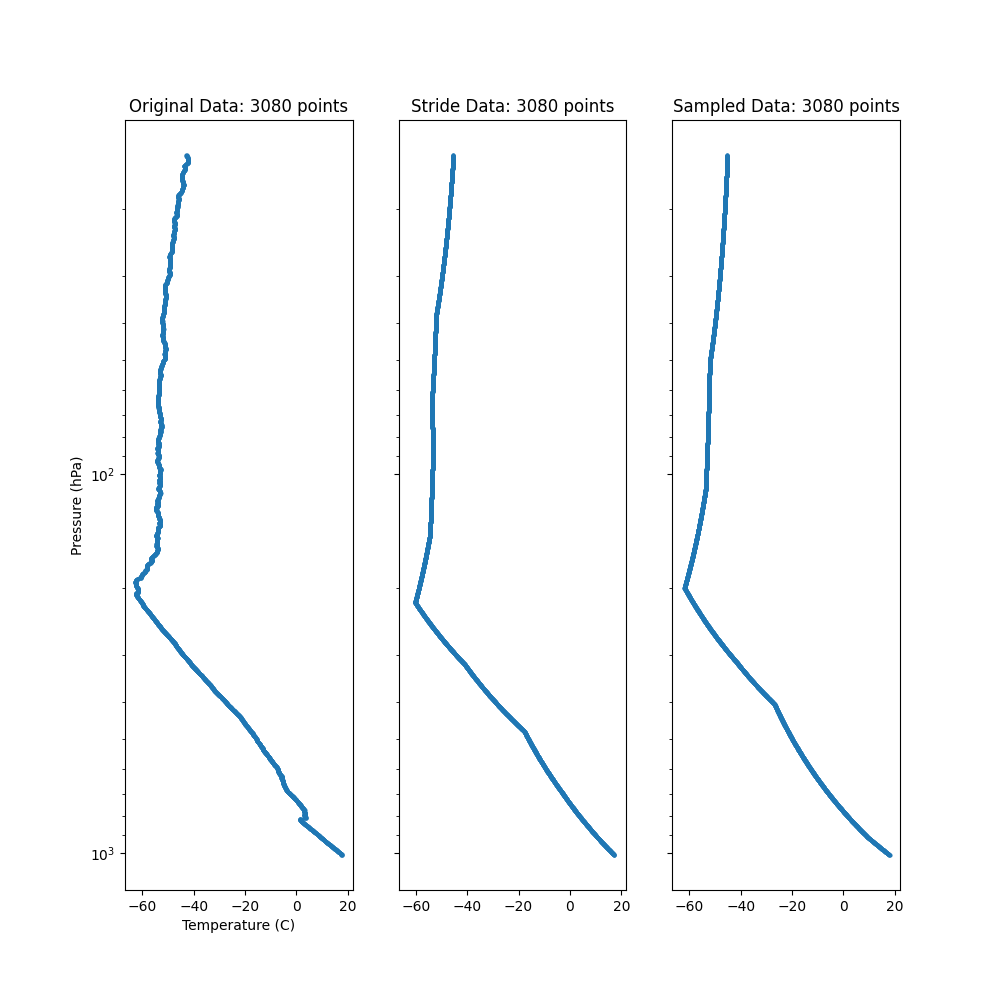 Original Data: 3080 points
Stride Data: 3080 points
Sampled Data: 3080 points
Pressure (hPa)
10²
10³
−60 −40 −20 0 20
−60 −40 −20 0 20
−60 −40 −20 0 20
Temperature (C)